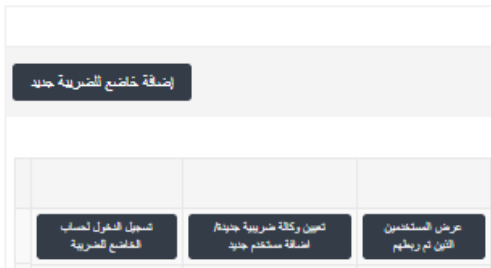 إضافة خاضع للضريبة جديد
عرض المستخدمين
الذين تم ربطهم
تعيين وكالة ضريبية جديدة/
اضافة مستخدم جديد
تسجيل الدخول لحساب
الخاضع للضريبة